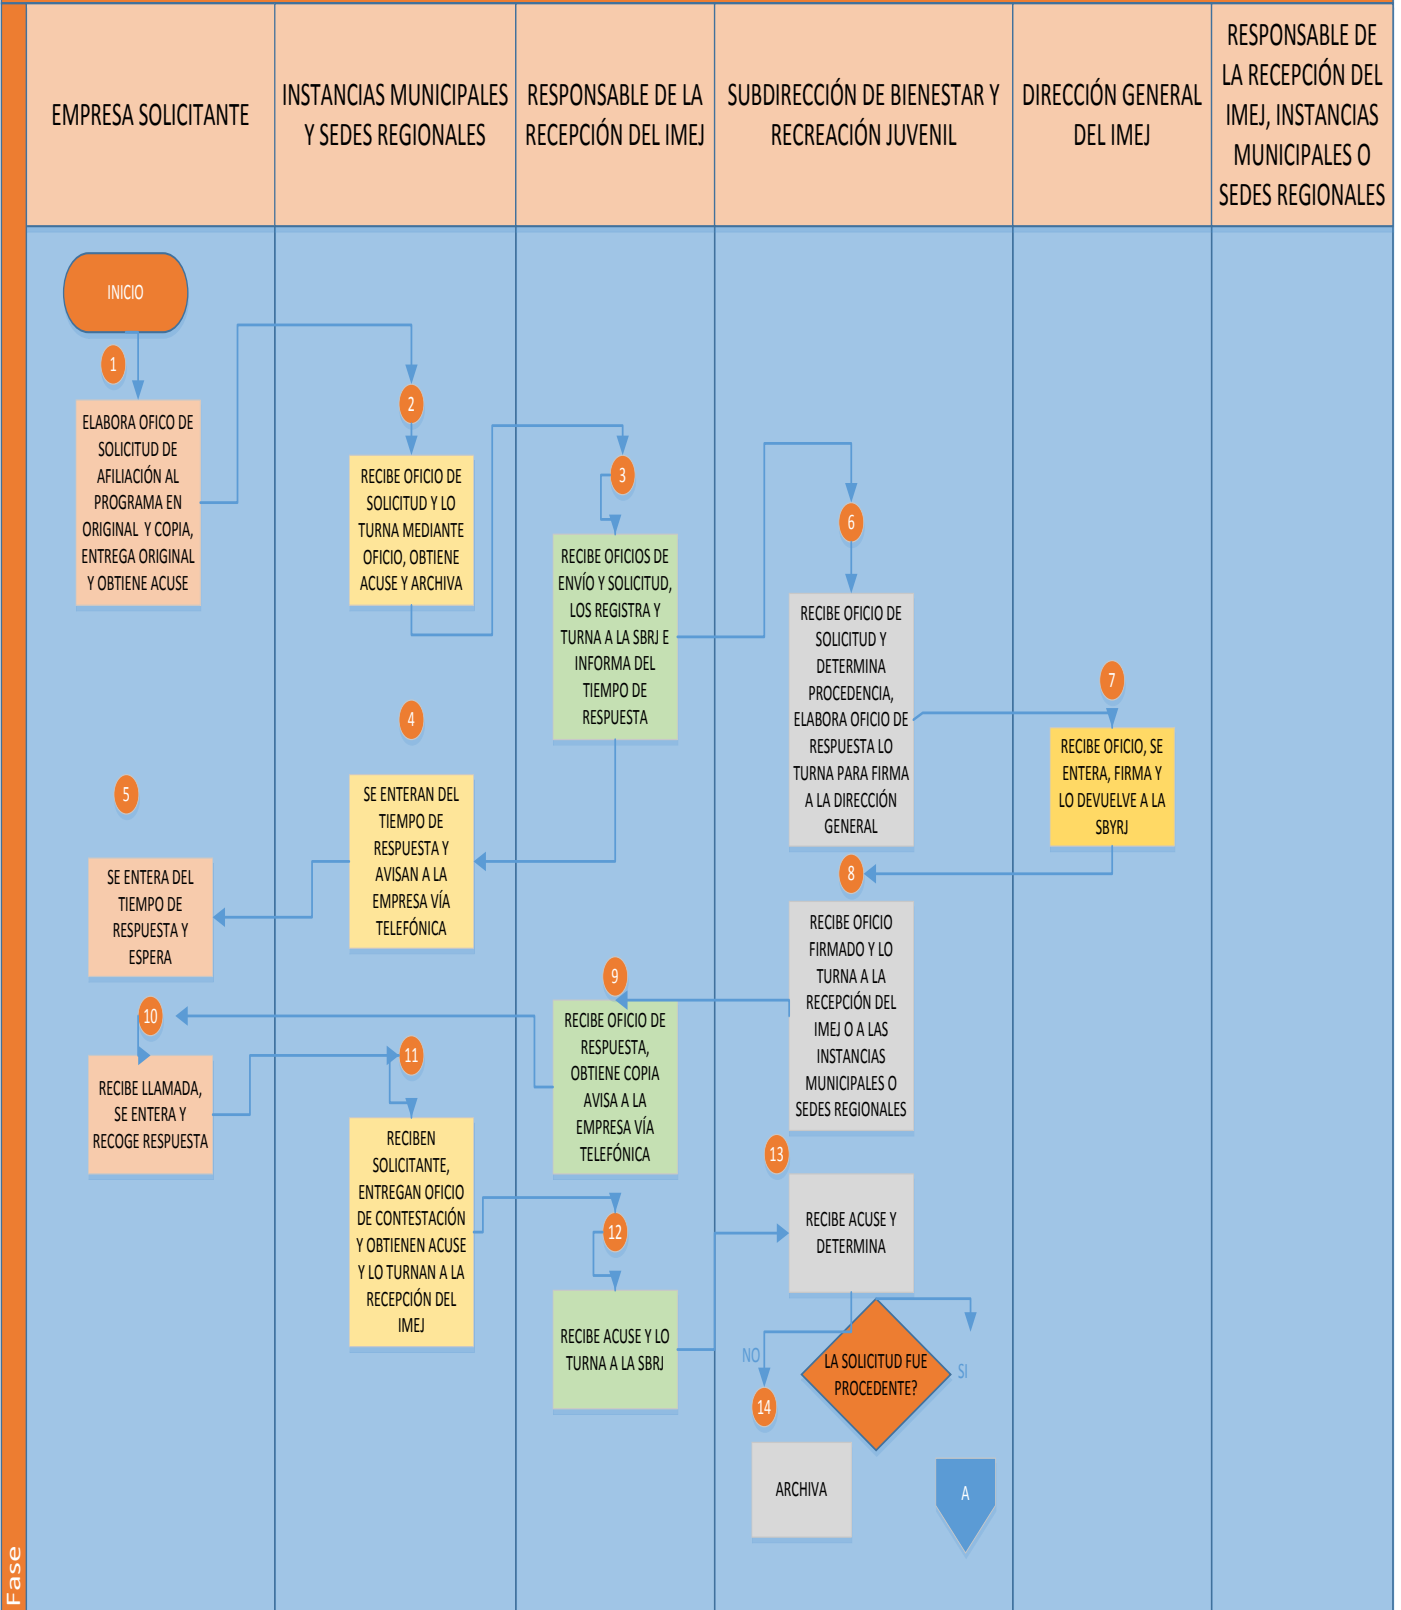 EMPRESA SOLICITANTE
INSTANCIAS MUNICIPALES
Y SEDES REGIONALES
RESPONSABLE DE LA
RECEPCIÓN DEL IMEJ
SUBDIRECCIÓN DE BIENESTAR Y
RECREACIÓN JUVENIL
DIRECCIÓN GENERAL
DEL IMEJ
RESPONSABLE DE
LA RECEPCIÓN DEL
IMEJ, INSTANCIAS
MUNICIPALES O
SEDES REGIONALES
INICIO
1
ELABORA OFICO DE
SOLICITUD DE
AFILIACIÓN AL
PROGRAMA EN
ORIGINAL Y COPIA,
ENTREGA ORIGINAL
Y OBTIENE ACUSE
2
RECIBE OFICIO DE
SOLICITUD Y LO
TURNA MEDIANTE
OFICIO, OBTIENE
ACUSE Y ARCHIVA
3
RECIBE OFICIOS DE
ENVÍO Y SOLICITUD,
LOS REGISTRA Y
TURNA A LA SBRJ E
INFORMA DEL
TIEMPO DE
RESPUESTA
4
SE ENTERAN DEL
TIEMPO DE
RESPUESTA Y
AVISAN A LA
EMPRESA VÍA
TELEFÓNICA
5
SE ENTERA DEL
TIEMPO DE
RESPUESTA Y
ESPERA
6
RECIBE OFICIO DE
SOLICITUD Y
DETERMINA
PROCEDENCIA,
ELABORA OFICIO DE
RESPUESTA LO
TURNA PARA FIRMA
A LA DIRECCIÓN
GENERAL
7
RECIBE OFICIO, SE
ENTERA, FIRMA Y
LO DEVUELVE A LA
SBYRJ
8
RECIBE OFICIO
FIRMADO Y LO
TURNA A LA
RECEPCIÓN DEL
IMEJ O A LAS
INSTANCIAS
MUNICIPALES O
SEDES REGIONALES
9
RECIBE OFICIO DE
RESPUESTA,
OBTIENE COPIA
AVISA A LA
EMPRESA VÍA
TELEFÓNICA
10
RECIBE LLAMADA,
SE ENTERA Y
RECOGE RESPUESTA
11
RECIBEN
SOLICITANTE,
ENTREGAN OFICIO
DE CONTESTACIÓN
Y OBTIENEN ACUSE
Y LO TURNAN A LA
RECEPCIÓN DEL
IMEJ
12
RECIBE ACUSE Y LO
TURNA A LA SBRJ
13
RECIBE ACUSE Y
DETERMINA
LA SOLICITUD FUE
PROCEDENTE?
NO
SI
14
ARCHIVA
A
Fase